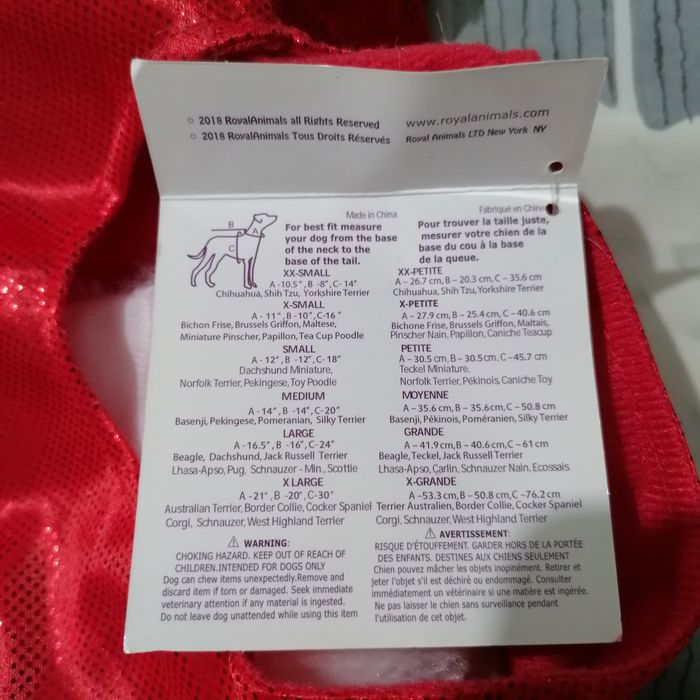 © 2018 RoyalAnimals all Rights Reserved
© 2018 RoyalAnimals Tous Droits Réservés
www.royalanimals.com
Royal Animals LTD New York NY
Made in China
B
A
C
For best fit measure
your dog from the base
of the neck to the
base of the tail.
XX-SMALL
A -10.5", B -8", C- 14"
Chihuahua, Shih Tzu, Yorkshire Terrier
X-SMALL
A - 11", B -10", C-16 "
Bichon Frise, Brussels Griffon, Maltese,
Miniature Pinscher, Papillon, Tea Cup Poodle
SMALL
A - 12", B -12", C- 18"
Dachshund Miniature,
Norfolk Terrier, Pekingese, Toy Poodle
MEDIUM
A -14", B -14", C-20"
Basenji, Pekingese, Pomeranian, Silky Terrier
LARGE
A -16.5", B -16", C- 24"
Beagle, Dachshund, Jack Russell Terrier
Lhasa-Apso, Pug, Schnauzer - Min., Scottie
X LARGE
A -21", B -20", C-30"
Australian Terrier, Border Collie, Cocker Spaniel
Corgi, Schnauzer, West Highland Terrier
WARNING:
CHOKING HAZARD. KEEP OUT OF REACH OF
CHILDREN.INTENDED FOR DOGS ONLY
Dog can chew items unexpectedly.Remove and
discard item if torn or damaged. Seek immediate
veterinary attention if any material is ingested.
Do not leave dog unattended while using this item
Fabriqué en Chine
Pour trouver la taille juste,
mesurer votre chien de la
base du cou à la base
de la queue.
XX-PETITE
A – 26.7 cm, B – 20.3 cm, C – 35.6 cm
Chihuahua, Shih Tzu, Yorkshire Terrier
X-PETITE
A – 27.9 cm, B – 25.4 cm, C – 40.6 cm
Bichone Frise, Brussels Griffon, Maltais,
Pinscher Nain, Papillon, Caniche Teacup
PETITE
A – 30.5 cm, B – 30.5cm, C –45.7 cm
Teckel Miniature,
Norfolk Terrier, Pékinois, Caniche Toy
MOYENNE
A – 35.6 cm, B – 35.6cm, C – 50.8 cm
Basenji, Pékinois, Poméranien, Silky Terrier
GRANDE
A – 41.9 cm, B – 40.6 cm, C – 61 cm
Beagle, Teckel, Jack Russell Terrier
Lhasa-Apso, Carlin, Schnauzer Nain, Ecossais
X-GRANDE
A –53.3 cm, B – 50.8 cm, C –76.2 cm
Terrier Australien, Border Collie, Cocker Spaniel
Corgi, Schnauzer, West Highland Terrier
AVERTISSEMENT:
RISQUE D'ÉTOUFFEMENT. GARDER HORS DE LA PORTÉE
DES ENFANTS. DESTINES AUX CHIENS SEULEMENT
Chien pouvez mâcher les objets inopinément. Retirer et
jeter l'objet s'il est déchiré ou endommagé. Consulter
immédiatement un vétérinaire si une matière est ingérée.
Ne pas laisser le chien sans surveillance pendant
l'utilisation de cet objet.